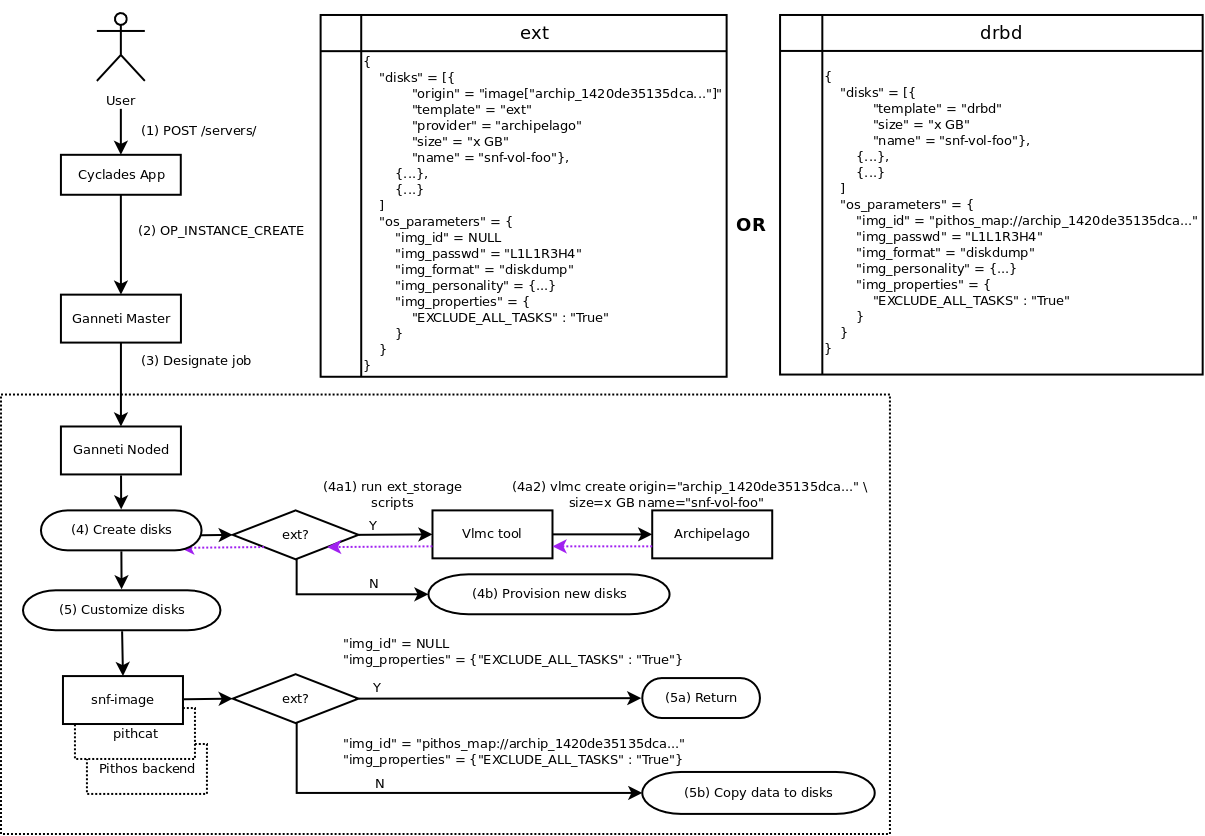 User
(1) POST /servers/
Cyclades App
(2) OP_INSTANCE_CREATE
Ganneti Master
(3) Designate job
ext
{
"disks" = [{
"origin" = "image["archip_1420de35135dca..."]"
"template" = "ext"
"provider" = "archipelago"
"size" = "x GB"
"name" = "snf-vol-foo"},
{...},
{...}
]
"os_parameters" = {
"img_id" = NULL
"img_passwd" = "L1L1R3H4"
"img_format" = "diskdump"
"img_personality" = {...}
"img_properties" = {
"EXCLUDE_ALL_TASKS" : "True"
}
}
}
OR
drbd
{
"disks" = [{
"template" = "drbd"
"size" = "x GB"
"name" = "snf-vol-foo"},
{...},
{...}
]
"os_parameters" = {
"img_id" = "pithos_map://archip_1420de35135dca..."
"img_passwd" = "L1L1R3H4"
"img_format" = "diskdump"
"img_personality" = {...}
"img_properties" = {
"EXCLUDE_ALL_TASKS" : "True"
}
}
}
Ganneti Noded
(4) Create disks
ext?
Y
(4a1) run ext_storage
scripts
Vlmc tool
(4a2) vlmc create origin="archip_1420de35135dca..." \
size=x GB name="snf-vol-foo"
Archipelago
N
(4b) Provision new disks
(5) Customize disks
snf-image
pithcat
Pithos backend
ext?
"img_id" = NULL
"img_properties" = {"EXCLUDE_ALL_TASKS" : "True"}
Y
(5a) Return
"img_id" = "pithos_map://archip_1420de35135dca..."
"img_properties" = {"EXCLUDE_ALL_TASKS" : "True"}
N
(5b) Copy data to disks